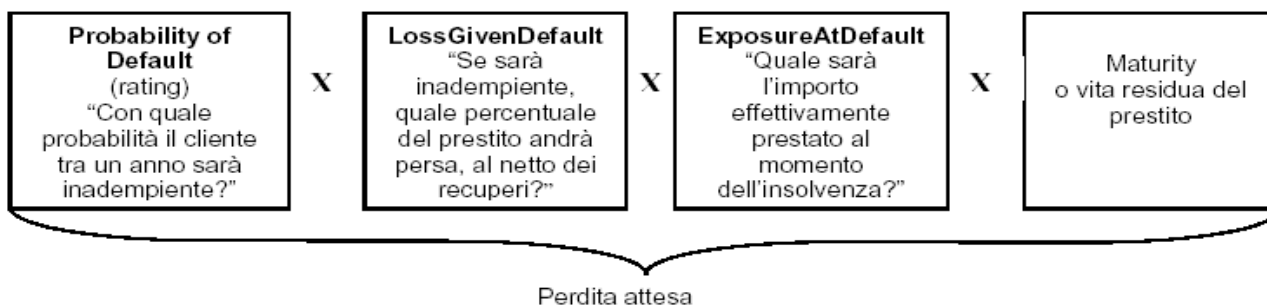 Probability of
Default
(rating)
“Con quale
probabilità il cliente
tra un anno sarà
inadempiente?”
X
LossGivenDefault
“Se sarà
inadempiente,
quale percentuale
del prestito andrà
persa, al netto dei
recuperi?”
X
ExposureAtDefault
“Quale sarà
l’importo
effettivamente
prestato al
momento
dell’insolvenza?”
X
Maturity
o vita residua del
prestito
Perdita attesa